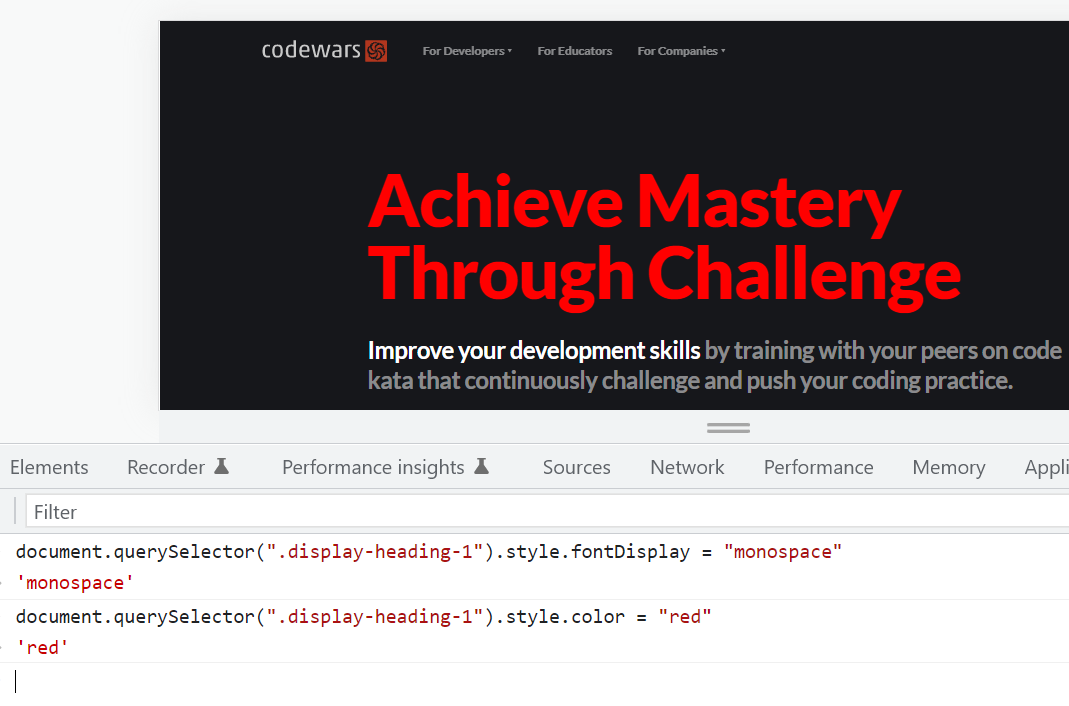 codewars
For Developers
For Educators
For Companies
Achieve Mastery
Through Challenge
Improve your development skills by training with your peers on code
kata that continuously challenge and push your coding practice.
Elements Recorder Performance insights Sources Network Performance Memory Appli
Filter
document.querySelector(".display-heading-1").style.fontDisplay = "monospace"
'monospace'
document.querySelector(".display-heading-1").style.color = "red"
'red'